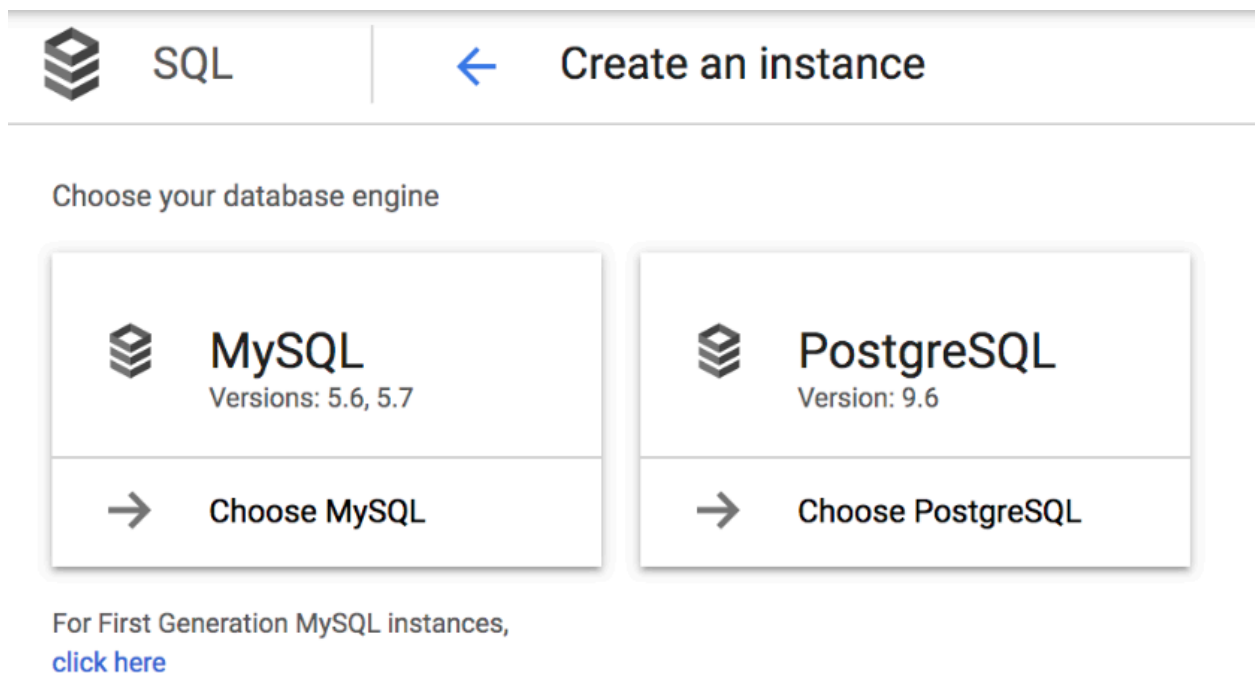 SQL
Create an instance
Choose your database engine
MySQL
Versions: 5.6, 5.7
Choose MySQL
PostgreSQL
Version: 9.6
Choose PostgreSQL
For First Generation MySQL instances,
click here